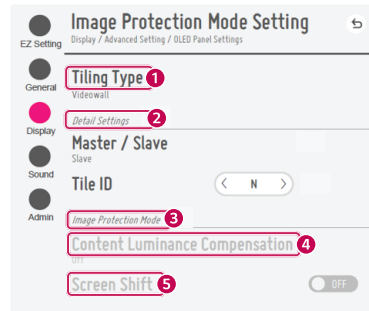 Image Protection Mode Setting
Display / Advanced Setting / OLED Panel Settings
EZ Setting
General
Display
Sound
Admin
Tiling Type 1
Videowall
Detail Settings 2
Master / Slave
Slave
Tile ID < N >
Image Protection Mode 3
Content Luminance Compensation 4
Off
Screen Shift 5 OFF